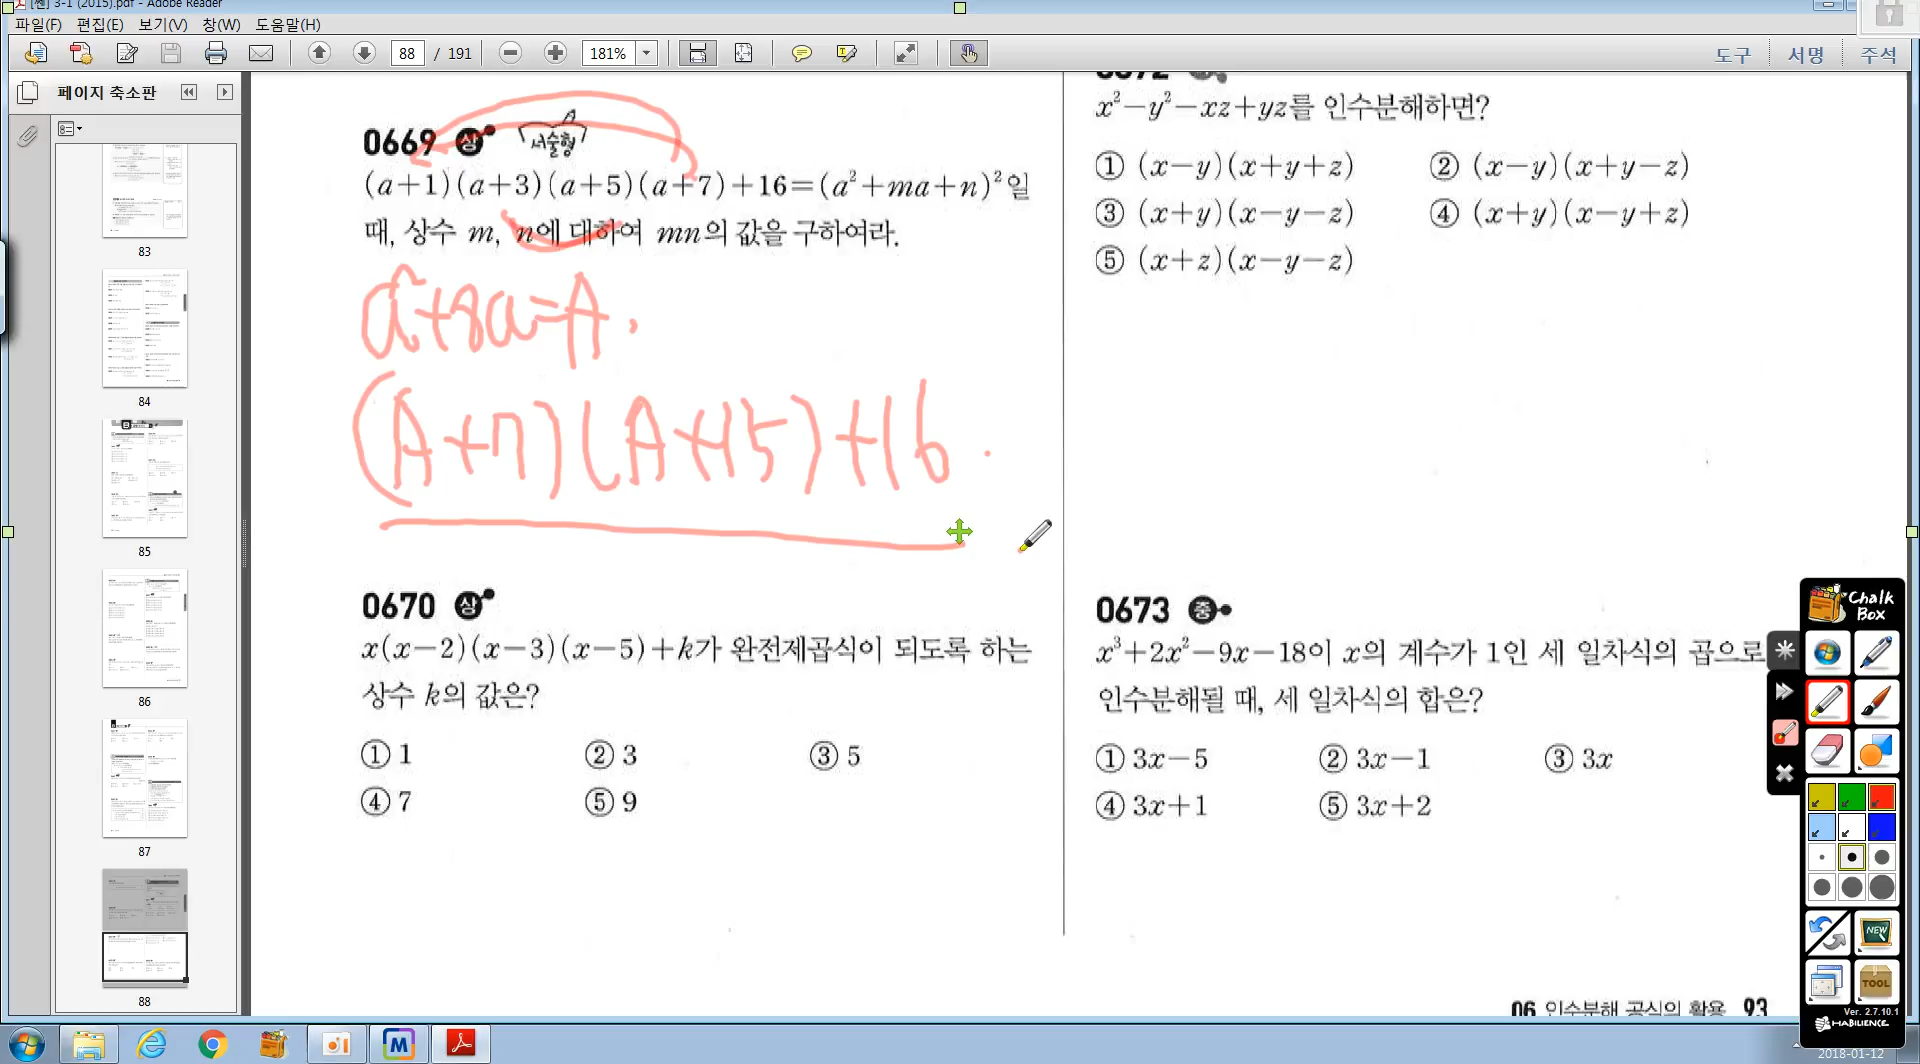 [쎈] 3-1 (2015).pdf - Adobe Reader
파일(F) 편집(E) 보기(V) 창(W) 도움말(H)
88 / 191 181% 도구 서명 주석
페이지 축소판
83
84
85
86
87
88
0669 상 서술형
(a+1)(a+3)(a+5)(a+7)+16=(a²+ma+n)²일
때, 상수 m, n에 대하여 mn의 값을 구하여라.
a²+8a=A.
(A+7)(A+15)+16.
0670 상
x(x-2)(x-3)(x-5)+k가 완전제곱식이 되도록 하는
상수 k의 값은?
① 1 ② 3 ③ 5
④ 7 ⑤ 9
0672
x²-y²-xz+yz를 인수분해하면?
① (x-y)(x+y+z) ② (x-y)(x+y-z)
③ (x+y)(x-y-z) ④ (x+y)(x-y+z)
⑤ (x+z)(x-y-z)
0673 중
x³+2x²-9x-18이 x의 계수가 1인 세 일차식의 곱으로
인수분해될 때, 세 일차식의 합은?
① 3x-5 ② 3x-1 ③ 3x
④ 3x+1 ⑤ 3x+2
06 인수분해 공식의 활용 93
Chalk
Box
NEW
TOOL
Ver. 2.7.10.1
HABILIENCE
2018-01-12